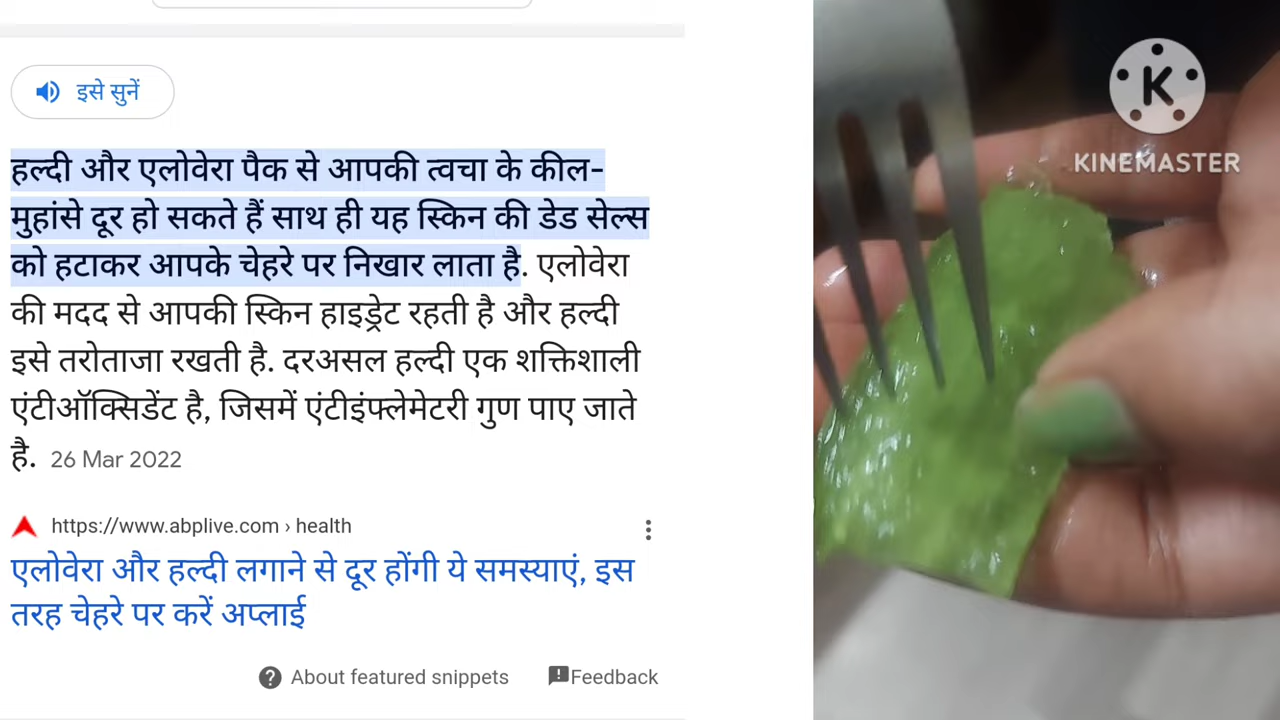 इसे सुनें
हल्दी और एलोवेरा पैक से आपकी त्वचा के कील-
मुहांसे दूर हो सकते हैं साथ ही यह स्किन की डेड सेल्स
को हटाकर आपके चेहरे पर निखार लाता है. एलोवेरा
की मदद से आपकी स्किन हाइड्रेट रहती है और हल्दी
इसे तरोताजा रखती है. दरअसल हल्दी एक शक्तिशाली
एंटीऑक्सिडेंट है, जिसमें एंटीइंफ्लेमेटरी गुण पाए जाते
है. 26 Mar 2022
https://www.abplive.com › health
एलोवेरा और हल्दी लगाने से दूर होंगी ये समस्याएं, इस
तरह चेहरे पर करें अप्लाई
About featured snippets Feedback
K
KINEMASTER